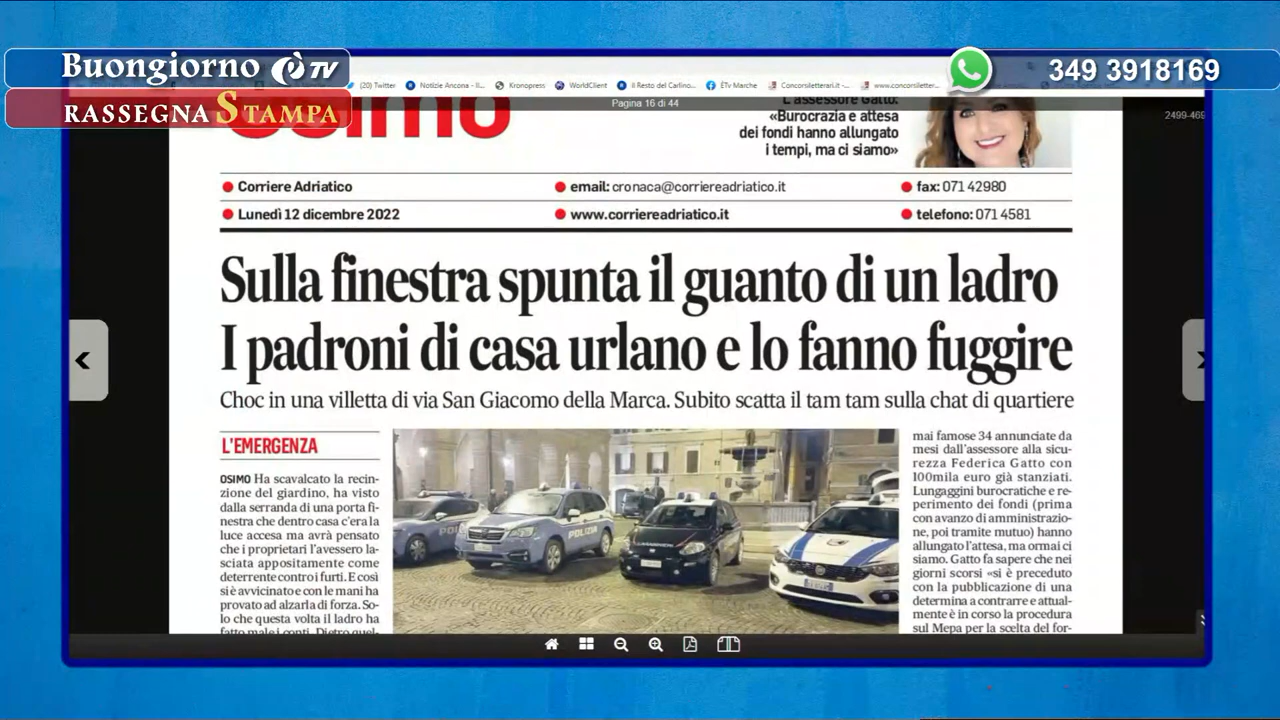 Buongiorno èTV
RASSEGNA STAMPA
349 3918169
(20) Twitter
Notizie Ancona - Il...
Kronopress
WorldClient
Il Resto del Carlino...
ÈTv Marche
Concorsiletterari.it -...
www.concorsiletter...
Pagina 16 di 44
2499-469
Osimo
L'assessore Gatto:
«Burocrazia e attesa
dei fondi hanno allungato
i tempi, ma ci siamo»
Corriere Adriatico
email: cronaca@corriereadriatico.it
fax: 071 42980
Lunedì 12 dicembre 2022
www.corriereadriatico.it
telefono: 071 4581
Sulla finestra spunta il guanto di un ladro
I padroni di casa urlano e lo fanno fuggire
Choc in una villetta di via San Giacomo della Marca. Subito scatta il tam tam sulla chat di quartiere
L'EMERGENZA
OSIMO Ha scavalcato la recin-
zione del giardino, ha visto
dalla serranda di una porta fi-
nestra che dentro casa c'era la
luce accesa ma avrà pensato
che i proprietari l'avessero la-
sciata appositamente come
deterrente contro i furti. E così
si è avvicinato e con le mani ha
provato ad alzarla di forza. So-
lo che questa volta il ladro ha
fatto male i conti. Dietro quel-
POLIZIA
mai famose 34 annunciate da
mesi dall'assessore alla sicu-
rezza Federica Gatto con
100mila euro già stanziati.
Lungaggini burocratiche e re-
perimento dei fondi (prima
con avanzo di amministrazio-
ne, poi tramite mutuo) hanno
allungato l'attesa, ma ormai ci
siamo. Gatto fa sapere che nei
giorni scorsi «si è preceduto
con la pubblicazione di una
determina a contrarre e attual-
mente è in corso la procedura
sul Mepa per la scelta del for-